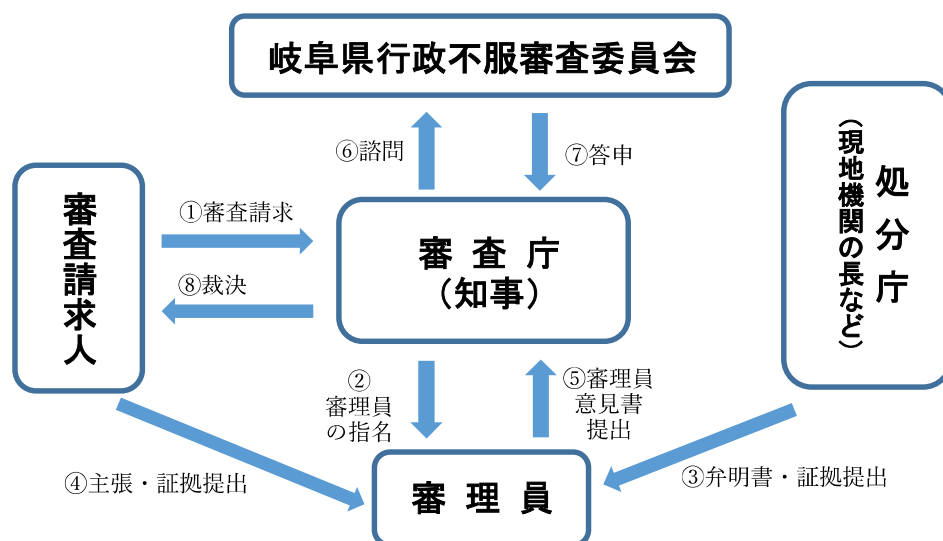 岐阜県行政不服審査委員会
⑥諮問
⑦答申
審査請求人
①審査請求
⑧裁決
審査庁
（知事）
処分庁
（現地機関の長など）
②
審理員
の指名
⑤審理員
意見書
提出
④主張・証拠提出
審理員
③弁明書・証拠提出